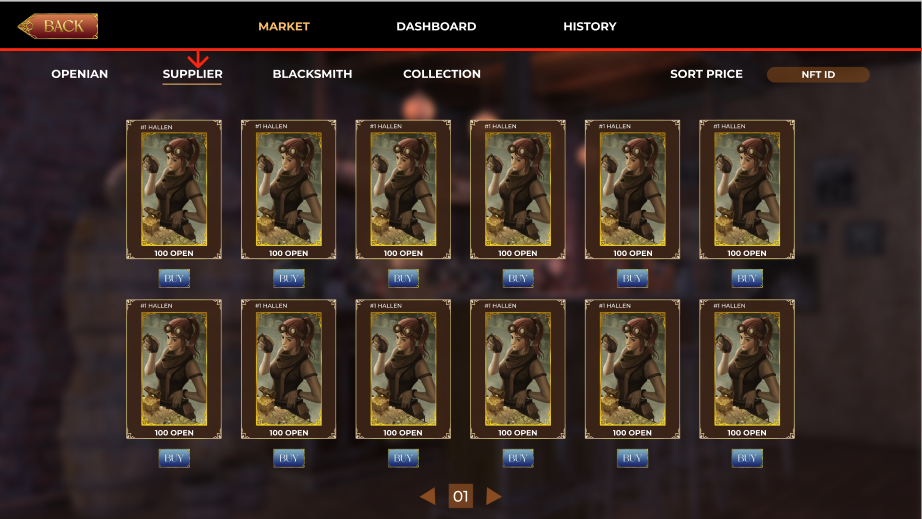 BACK
MARKET DASHBOARD HISTORY
OPENIAN SUPPLIER BLACKSMITH COLLECTION SORT PRICE NFT ID
#1 HALLEN #1 HALLEN #1 HALLEN #1 HALLEN #1 HALLEN #1 HALLEN
100 OPEN 100 OPEN 100 OPEN 100 OPEN 100 OPEN 100 OPEN
BUY BUY BUY BUY BUY BUY
#1 HALLEN #1 HALLEN #1 HALLEN #1 HALLEN #1 HALLEN #1 HALLEN
100 OPEN 100 OPEN 100 OPEN 100 OPEN 100 OPEN 100 OPEN
BUY BUY BUY BUY BUY BUY
01